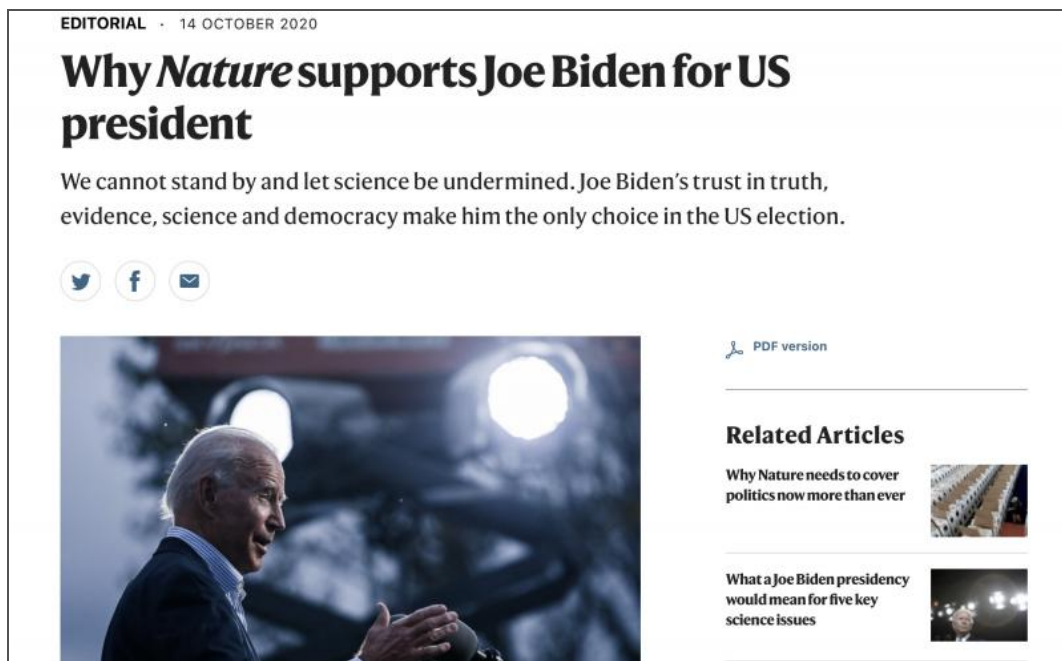 EDITORIAL · 14 OCTOBER 2020
Why Nature supports Joe Biden for US
president
We cannot stand by and let science be undermined. Joe Biden’s trust in truth,
evidence, science and democracy make him the only choice in the US election.
PDF version
Related Articles
Why Nature needs to cover
politics now more than ever
What a Joe Biden presidency
would mean for five key
science issues